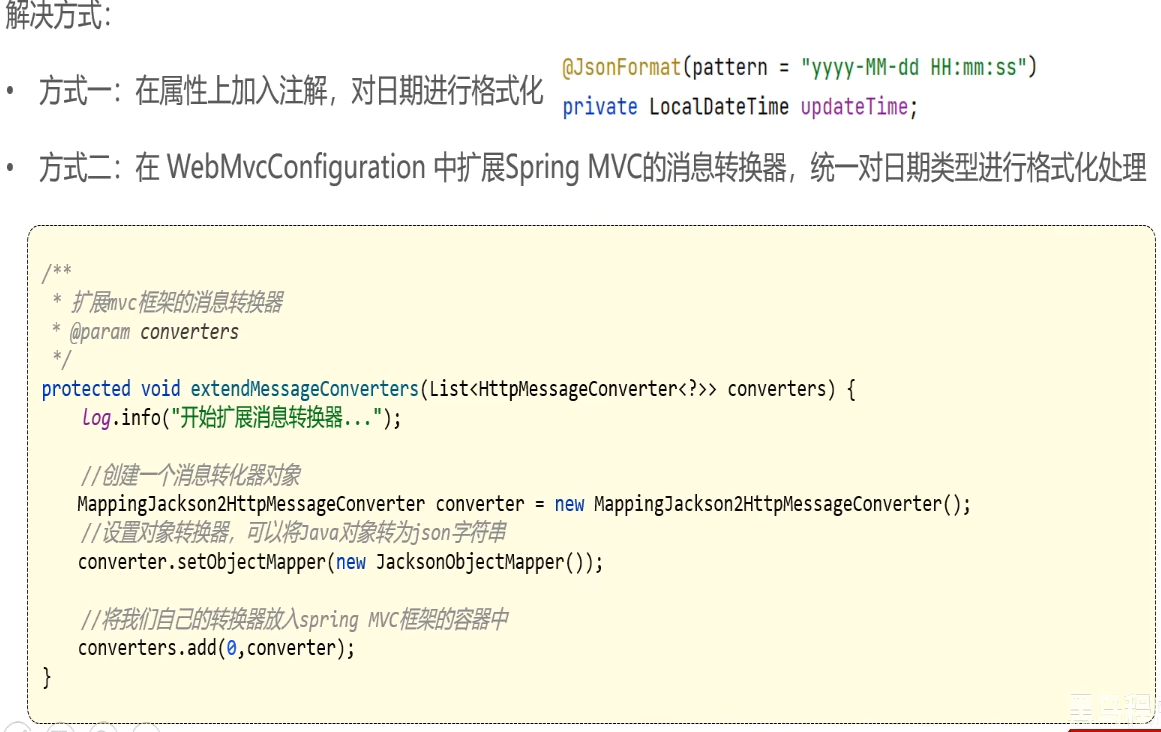 解决方式：
• 方式一：在属性上加入注解，对日期进行格式化
@JsonFormat(pattern = "yyyy-MM-dd HH:mm:ss")
private LocalDateTime updateTime;
• 方式二：在 WebMvcConfiguration 中扩展Spring MVC的消息转换器，统一对日期类型进行格式化处理
/**
* 扩展mvc框架的消息转换器
* @param converters
*/
protected void extendMessageConverters(List<HttpMessageConverter<?>> converters) {
log.info("开始扩展消息转换器...");
//创建一个消息转化器对象
MappingJackson2HttpMessageConverter converter = new MappingJackson2HttpMessageConverter();
//设置对象转换器，可以将Java对象转为json字符串
converter.setObjectMapper(new JacksonObjectMapper());
//将我们自己的转换器放入spring MVC框架的容器中
converters.add(0,converter);
}